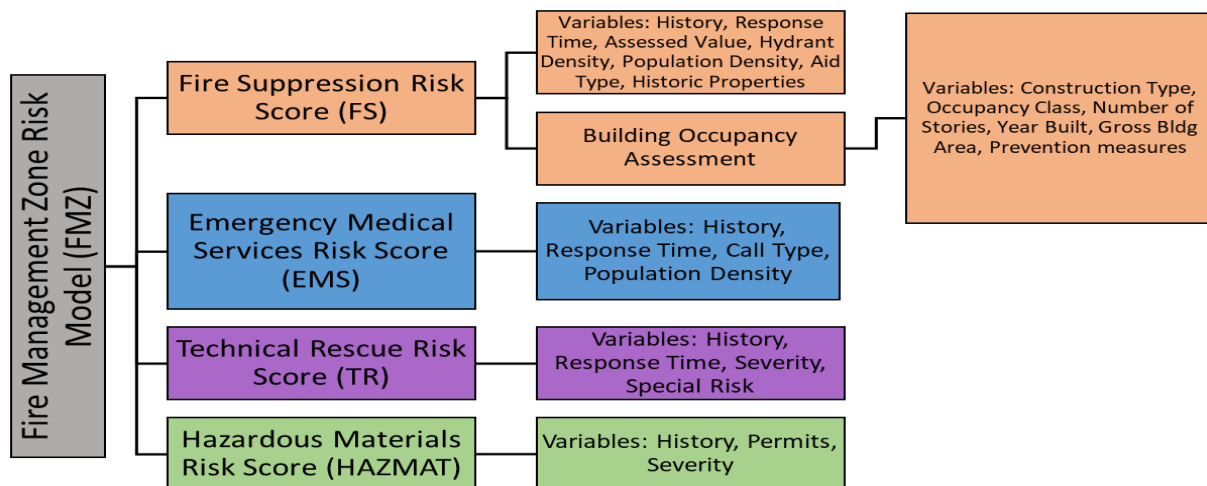 Fire Management Zone Risk
Model (FMZ)
Fire Suppression Risk
Score (FS)
Variables: History, Response
Time, Assessed Value, Hydrant
Density, Population Density, Aid
Type, Historic Properties
Building Occupancy
Assessment
Variables: Construction Type,
Occupancy Class, Number of
Stories, Year Built, Gross Bldg
Area, Prevention measures
Emergency Medical
Services Risk Score
(EMS)
Variables: History,
Response Time, Call Type,
Population Density
Technical Rescue Risk
Score (TR)
Variables: History,
Response Time, Severity,
Special Risk
Hazardous Materials
Risk Score (HAZMAT)
Variables: History, Permits,
Severity